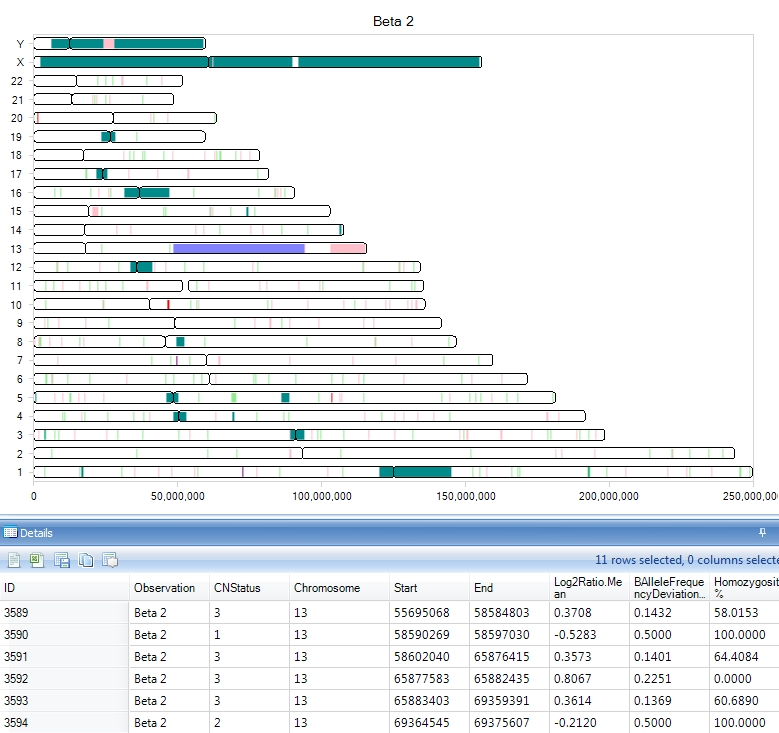 Beta 2
Y
X
22
21
20
19
18
17
16
15
14
13
12
11
10
9
8
7
6
5
4
3
2
1
0 50,000,000 100,000,000 150,000,000 200,000,000 250,000,0
Details
11 rows selected, 0 columns selecte
ID Observation CNStatus Chromosome Start End Log2Ratio.Me an BAlleleFreque ncyDeviation... Homozygosit %
3589 Beta 2 3 13 55695068 58584803 0.3708 0.1432 58.0153
3590 Beta 2 1 13 58590269 58597030 -0.5283 0.5000 100.0000
3591 Beta 2 3 13 58602040 65876415 0.3573 0.1401 64.4084
3592 Beta 2 3 13 65877583 65882435 0.8067 0.2251 0.0000
3593 Beta 2 3 13 65883403 69359391 0.3614 0.1369 60.6890
3594 Beta 2 2 13 69364545 69375607 -0.2120 0.5000 100.0000